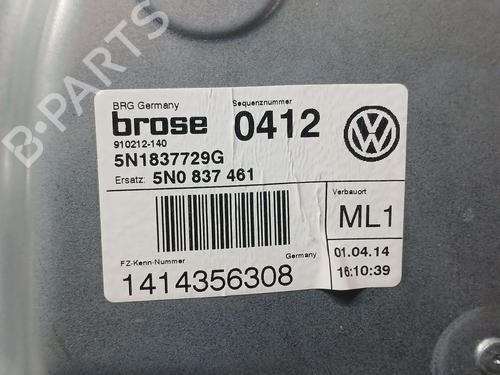 BRG Germany
Sequenznummer
brose
0412
910212-140
5N1837729G
Ersatz: 5N0 837 461
Verbauort
ML1
FZ-Kenn-Nummer
Germany
01.04.14
1414356308
16:10:39
B-PARTS